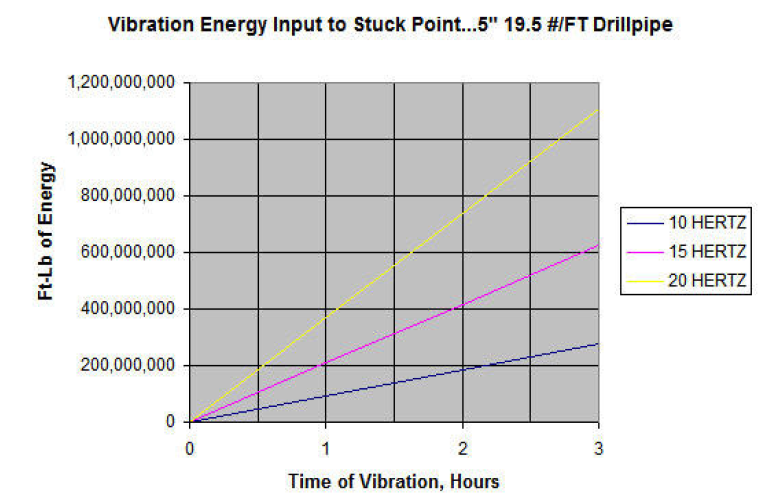 Vibration Energy Input to Stuck Point...5" 19.5 #/FT Drillpipe
1,200,000,000
1,000,000,000
800,000,000
600,000,000
400,000,000
200,000,000
0
Ft-Lb of Energy
0 1 2 3
Time of Vibration, Hours
10 HERTZ
15 HERTZ
20 HERTZ